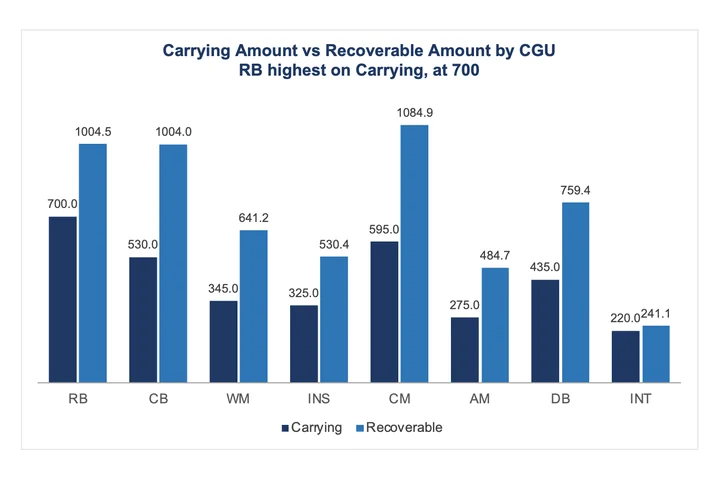 Carrying Amount vs Recoverable Amount by CGU
RB highest on Carrying, at 700
1084.9
1004.5
1004.0
759.4
700.0
641.2
595.0
530.0
530.4
484.7
435.0
345.0
325.0
275.0
220.0
241.1
RB
CB
WM
INS
CM
AM
DB
INT
Carrying
Recoverable